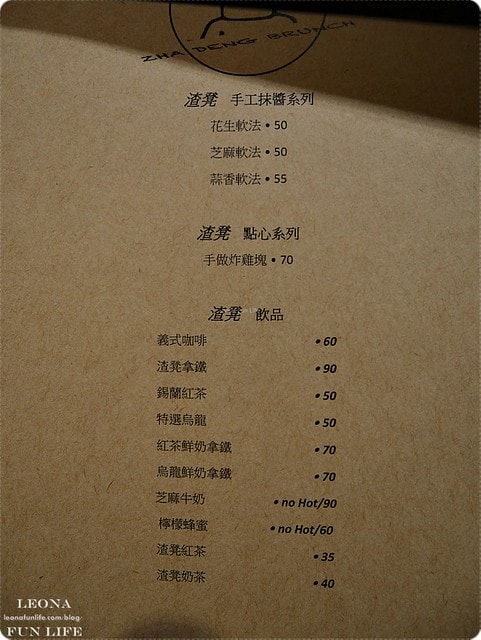 ZHA DENG BRUNCH
渣凳 手工抹醬系列
花生軟法 • 50
芝麻軟法 • 50
蒜香軟法 • 55
渣凳 點心系列
手做炸雞塊 • 70
渣凳 飲品
義式咖啡 • 60
渣凳拿鐵 • 90
錫蘭紅茶 • 50
特選烏龍 • 50
紅茶鮮奶拿鐵 • 70
烏龍鮮奶拿鐵 • 70
芝麻牛奶 • no Hot/90
檸檬蜂蜜 • no Hot/60
渣凳紅茶 • 35
渣凳奶茶 • 40
LEONA
leonafunlife.com/blog
FUN LIFE